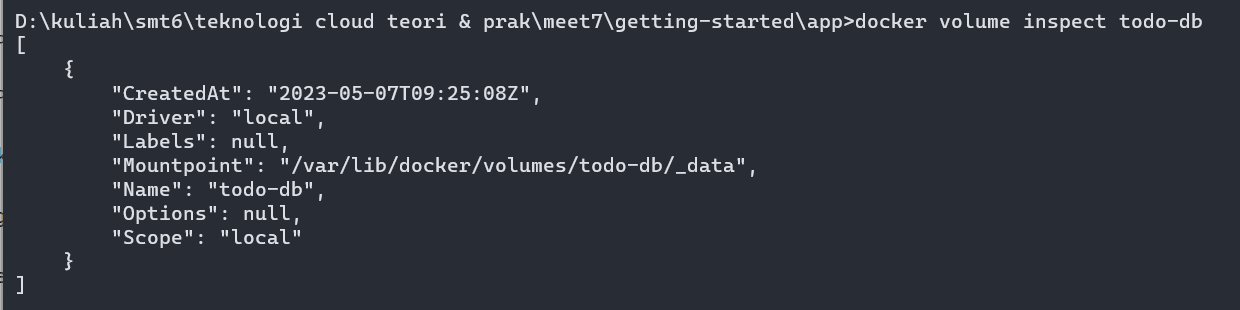 D:\kuliah\smt6\teknologi cloud teori & prak\meet7\getting-started\app>docker volume inspect todo-db
[
    {
        "CreatedAt": "2023-05-07T09:25:08Z",
        "Driver": "local",
        "Labels": null,
        "Mountpoint": "/var/lib/docker/volumes/todo-db/_data",
        "Name": "todo-db",
        "Options": null,
        "Scope": "local"
    }
]